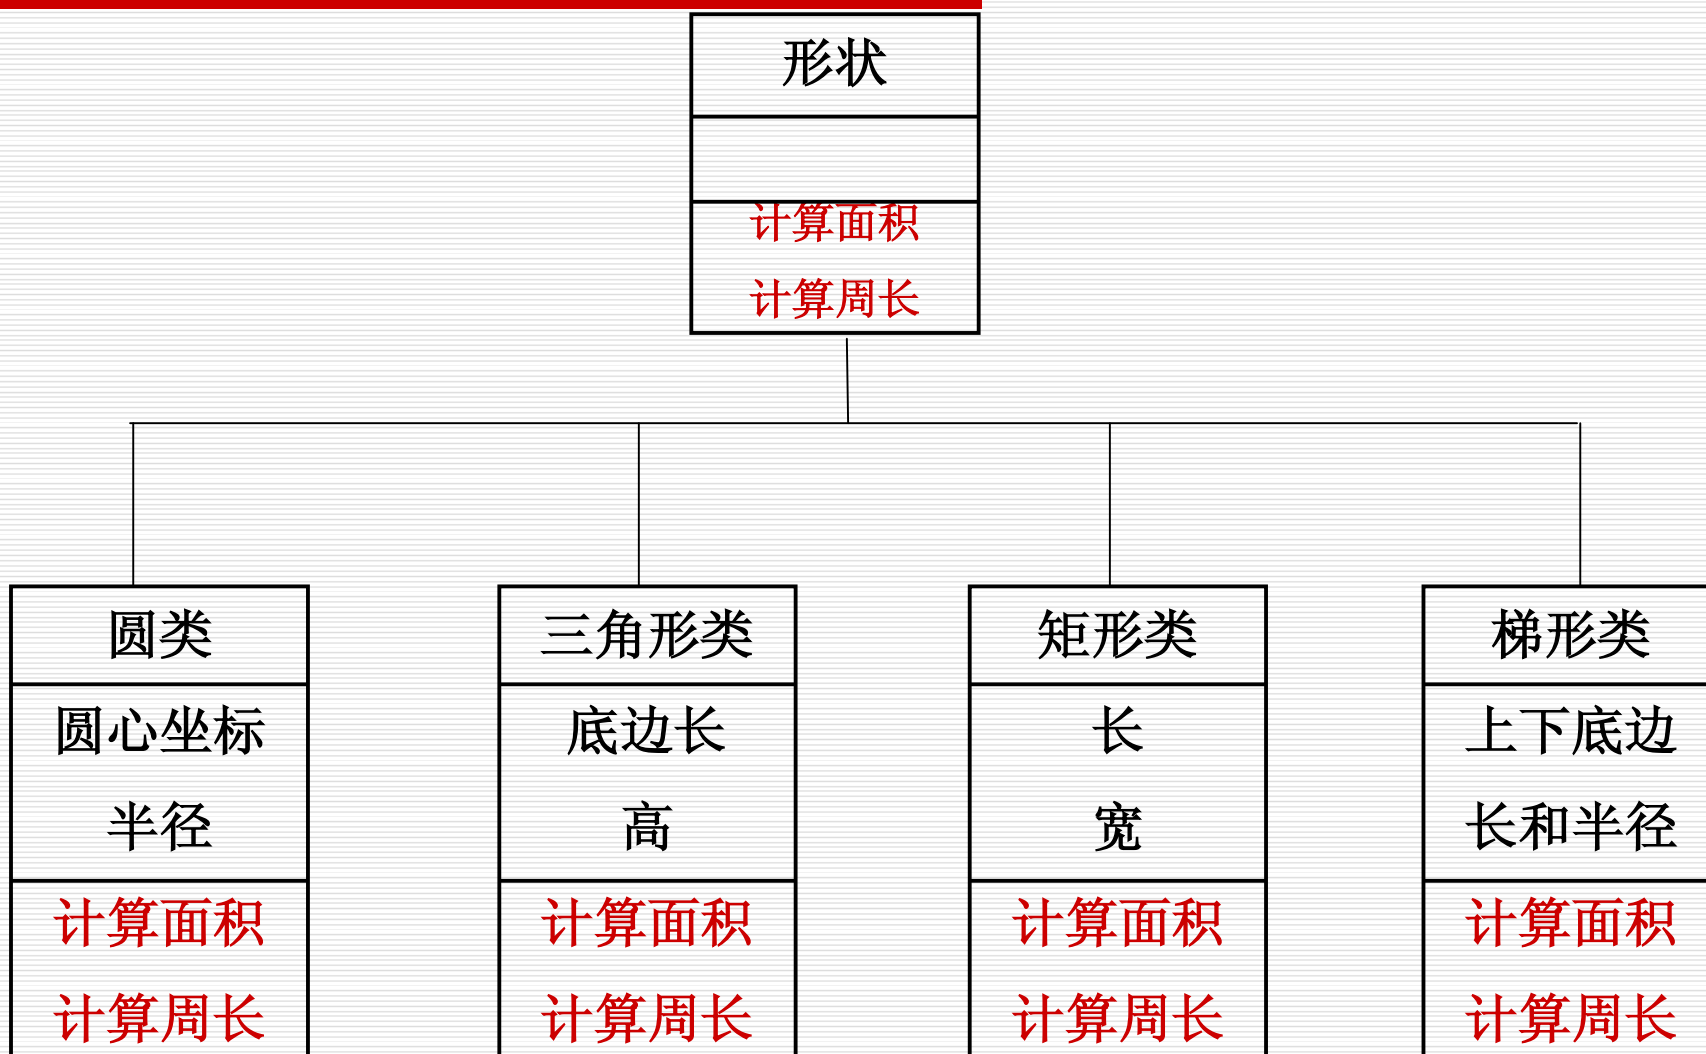 形状
计算面积
计算周长
圆类
圆心坐标
半径
计算面积
计算周长
三角形类
底边长
高
计算面积
计算周长
矩形类
长
宽
计算面积
计算周长
梯形类
上下底边
长和半径
计算面积
计算周长